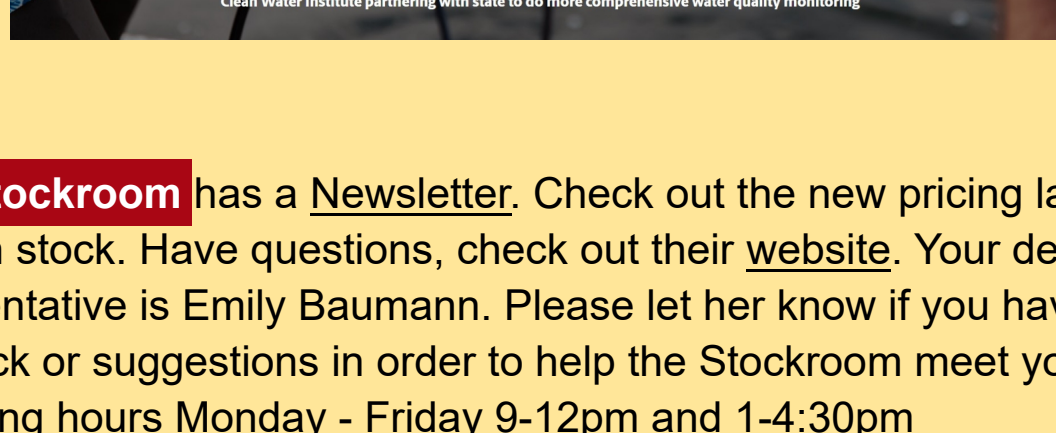 Clean Water Institute partnering with state to do more comprehensive water quality monitoring
tockroom has a Newsletter. Check out the new pricing la
stock. Have questions, check out their website. Your de
ntative is Emily Baumann. Please let her know if you hav
ck or suggestions in order to help the Stockroom meet yo
ng hours Monday - Friday 9-12pm and 1-4:30pm